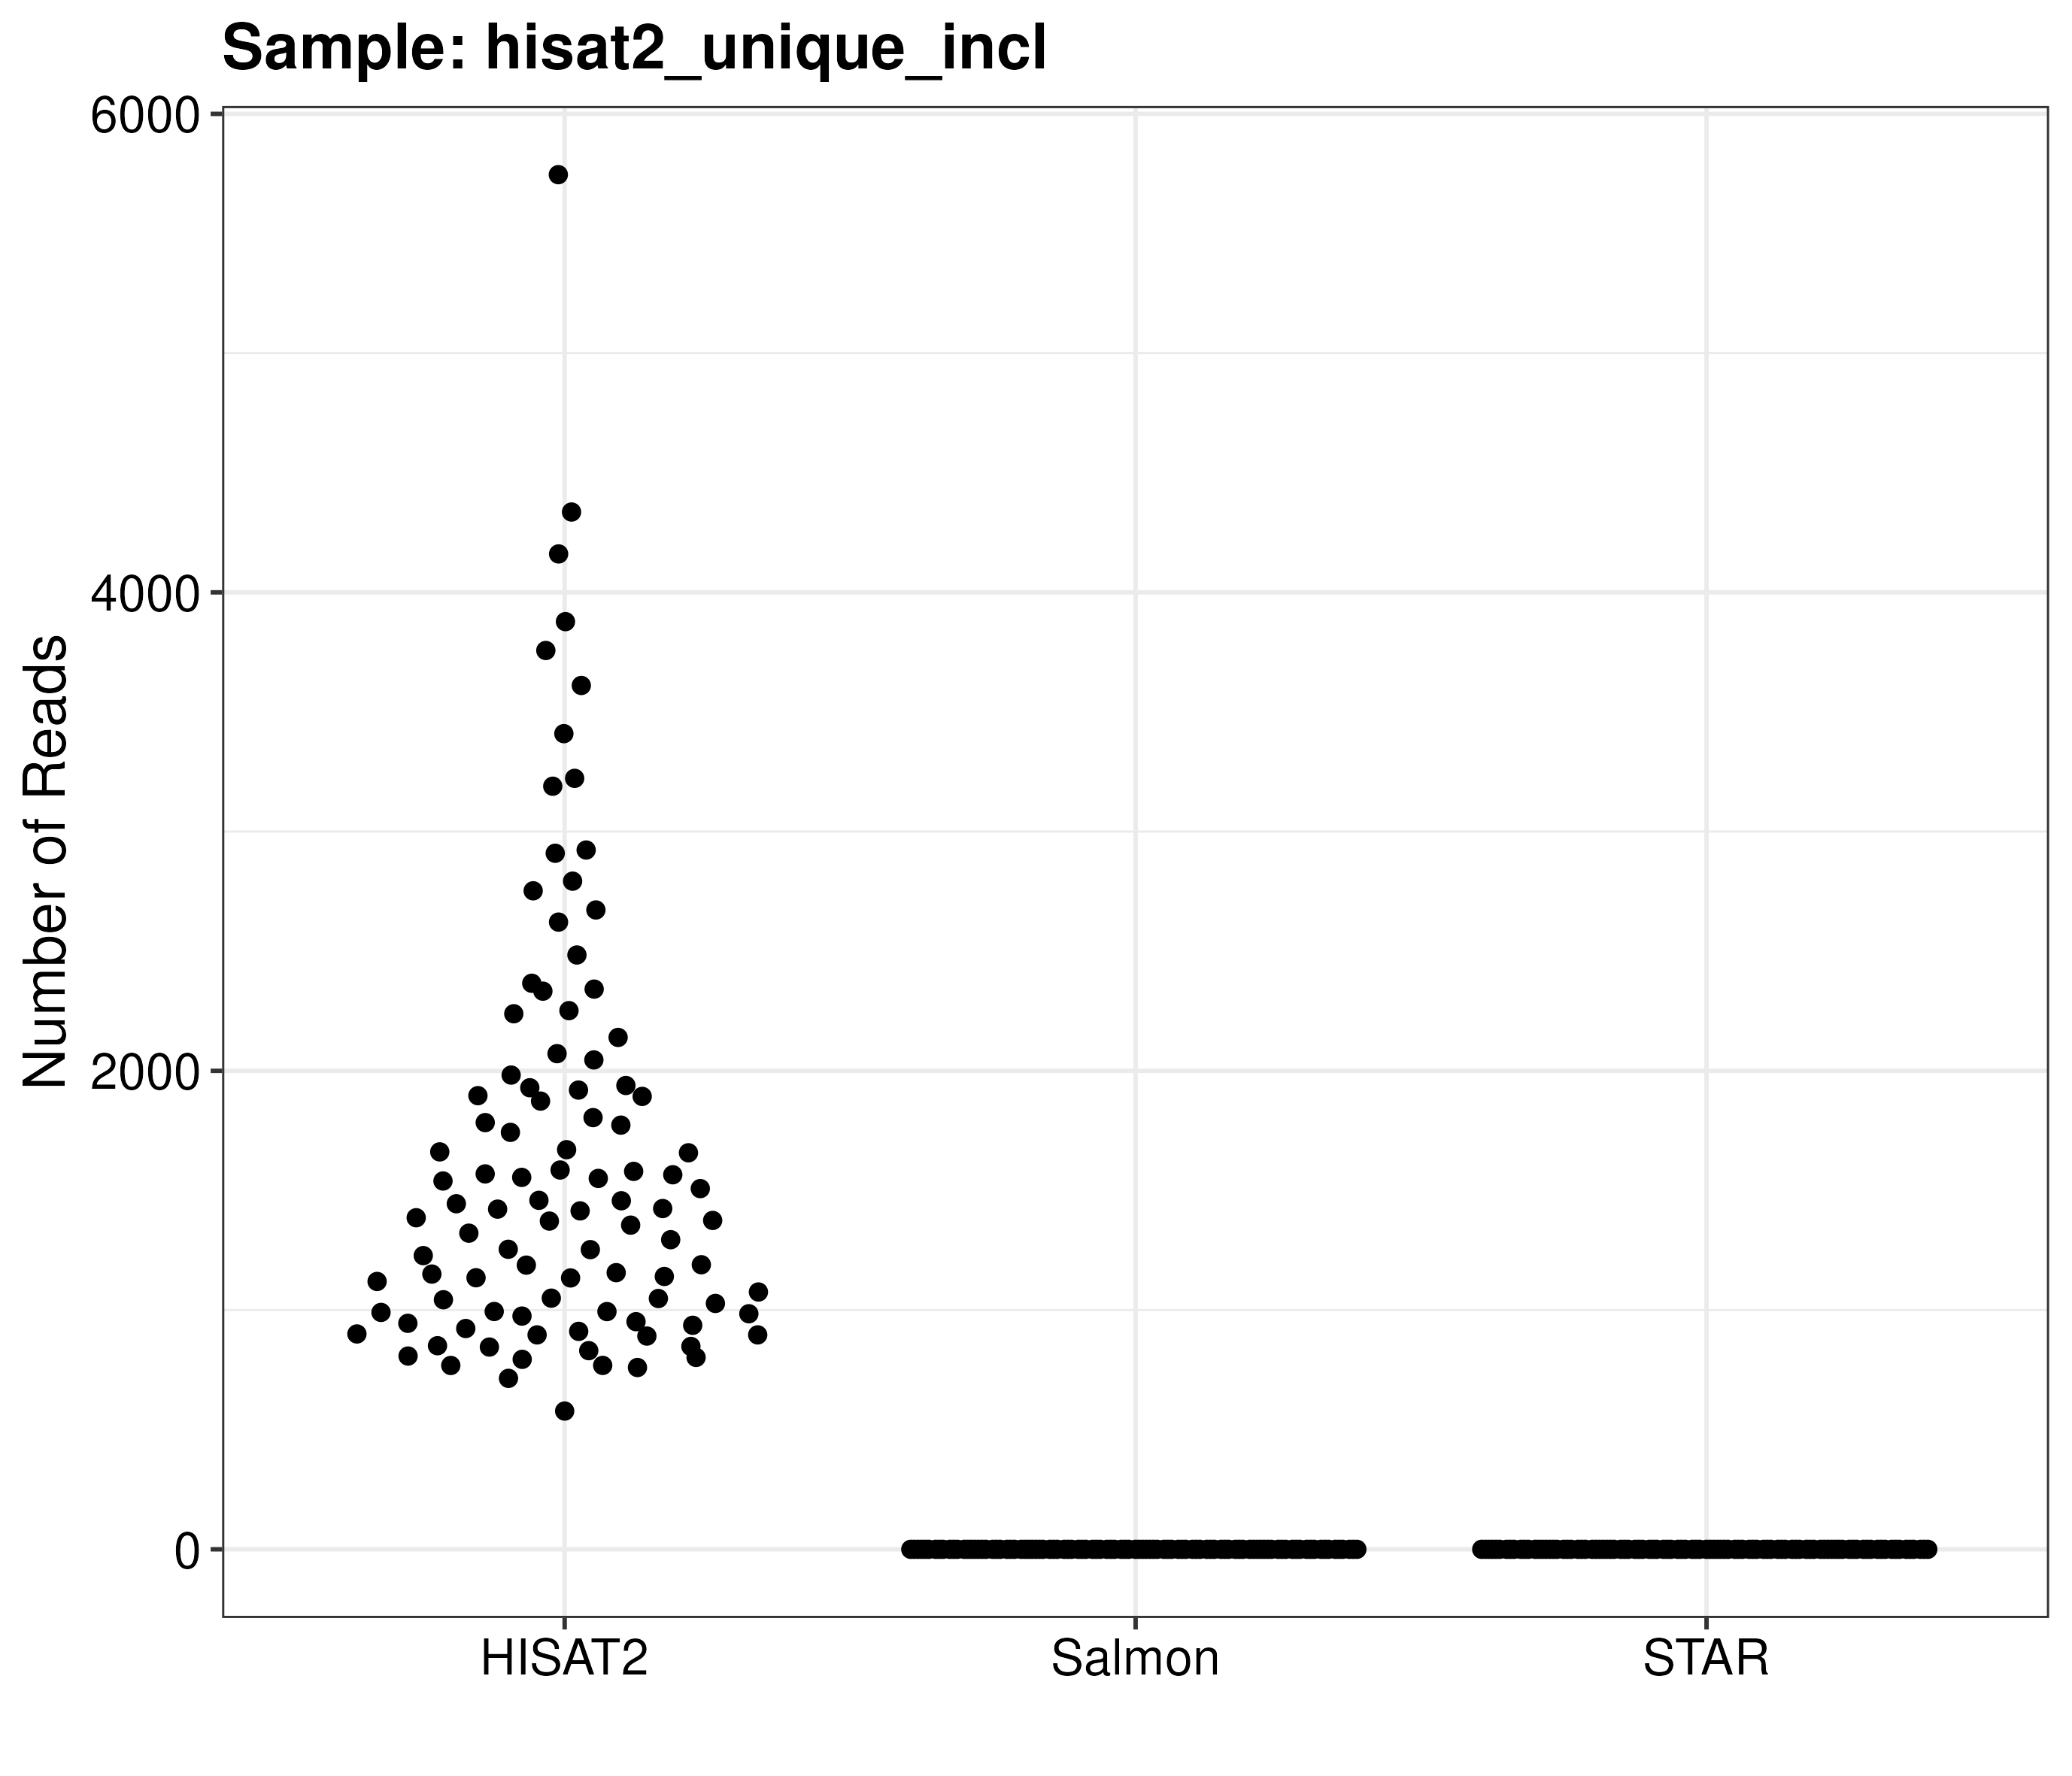 Sample: hisat2_unique_incl
6000
4000
2000
0
Number of Reads
HISAT2 Salmon STAR